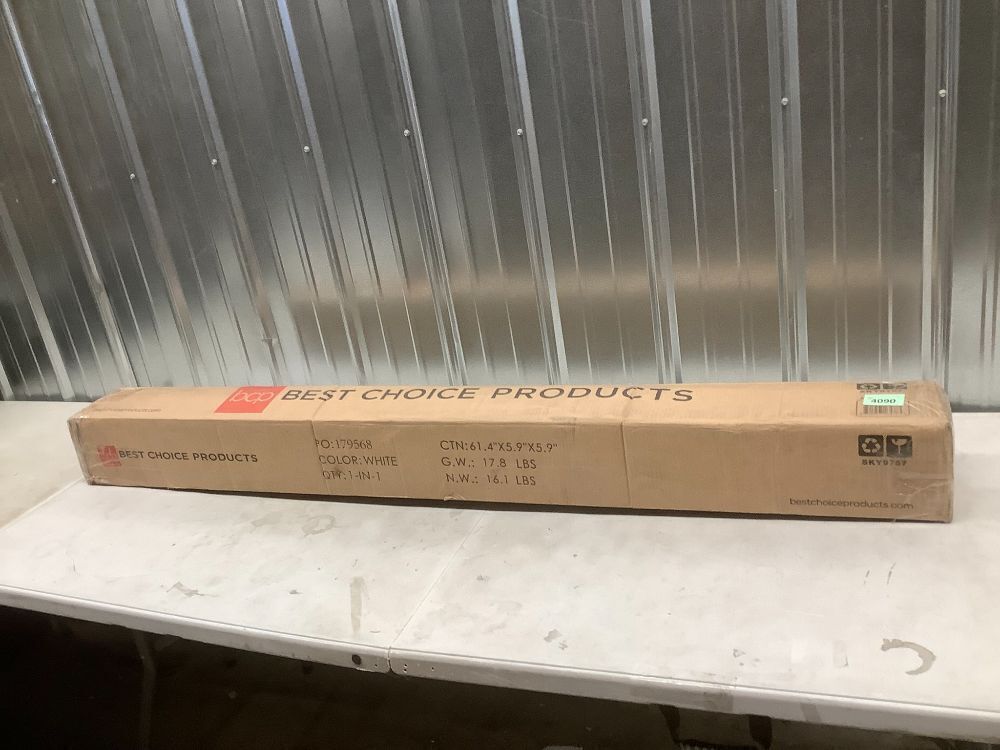 bcp BEST CHOICE PRODUCTS
4090
BEST CHOICE PRODUCTS
PO:179568
COLOR:WHITE
QTY:1-IN-1
CTN:61.4"X5.9"X5.9"
G.W.: 17.8 LBS
N.W.: 16.1 LBS
SKY9767
bestchoiceproducts.com